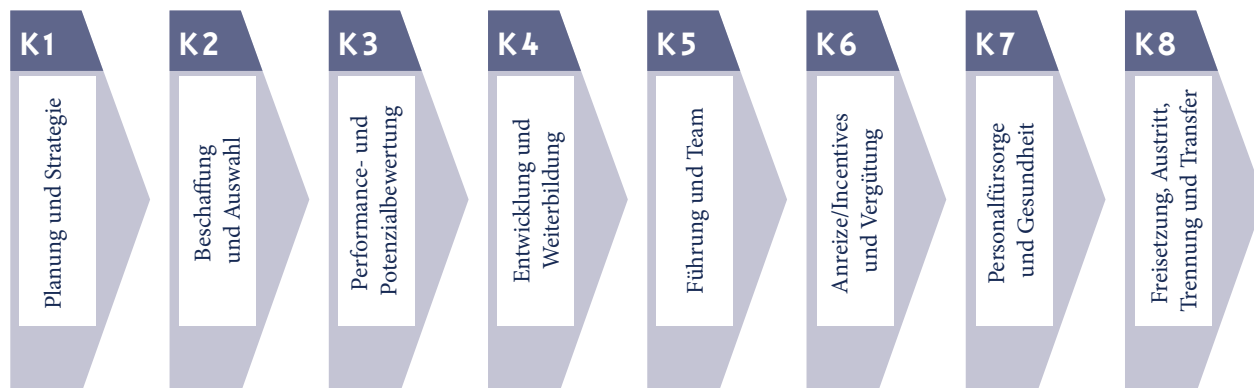 K1
Planung und Strategie
K2
Beschaffung
und Auswahl
K3
Performance- und
Potenzialbewertung
K4
Entwicklung und
Weiterbildung
K5
Führung und Team
K6
Anreize/Incentives
und Vergütung
K7
Personalfürsorge
und Gesundheit
K8
Freisetzung, Austritt,
Trennung und Transfer